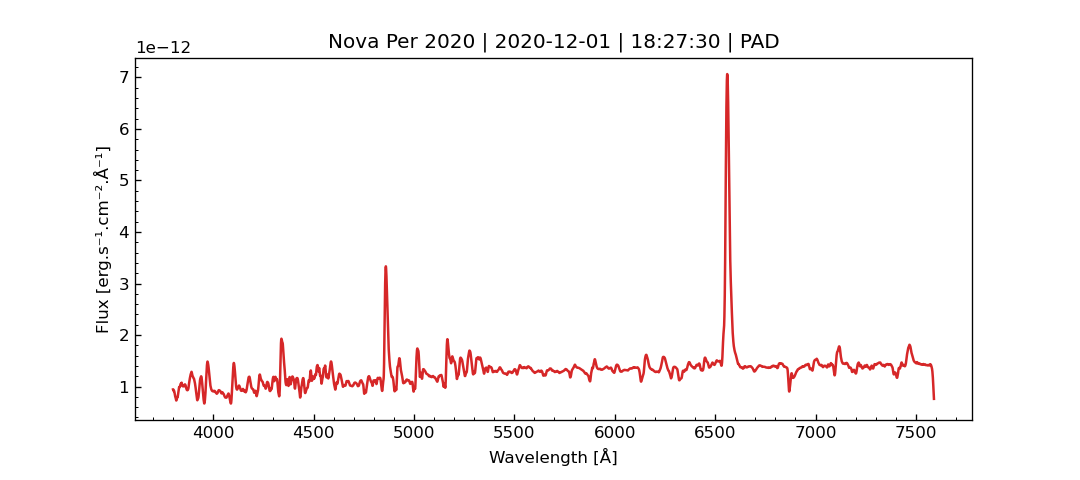 Nova Per 2020 | 2020-12-01 | 18:27:30 | PAD
1e−12
7
6
5
4
3
2
1
Flux [erg.s⁻¹.cm⁻².Å⁻¹]
4000 4500 5000 5500 6000 6500 7000 7500
Wavelength [Å]